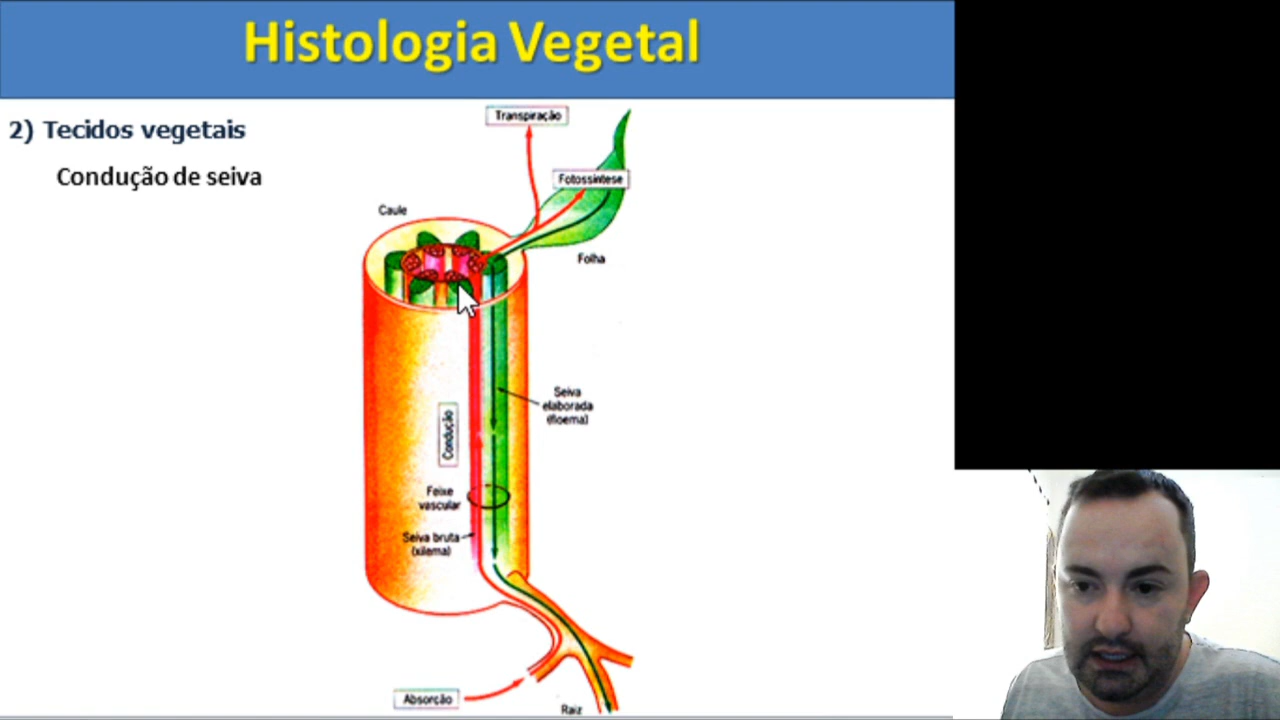 Histologia Vegetal
2) Tecidos vegetais
Condução de seiva
Transpiração
Fotossíntese
Caule
Folha
Seiva
elaborada
(floema)
Condução
Feixe
vascular
Seiva bruta
(xilema)
Absorção
Raiz